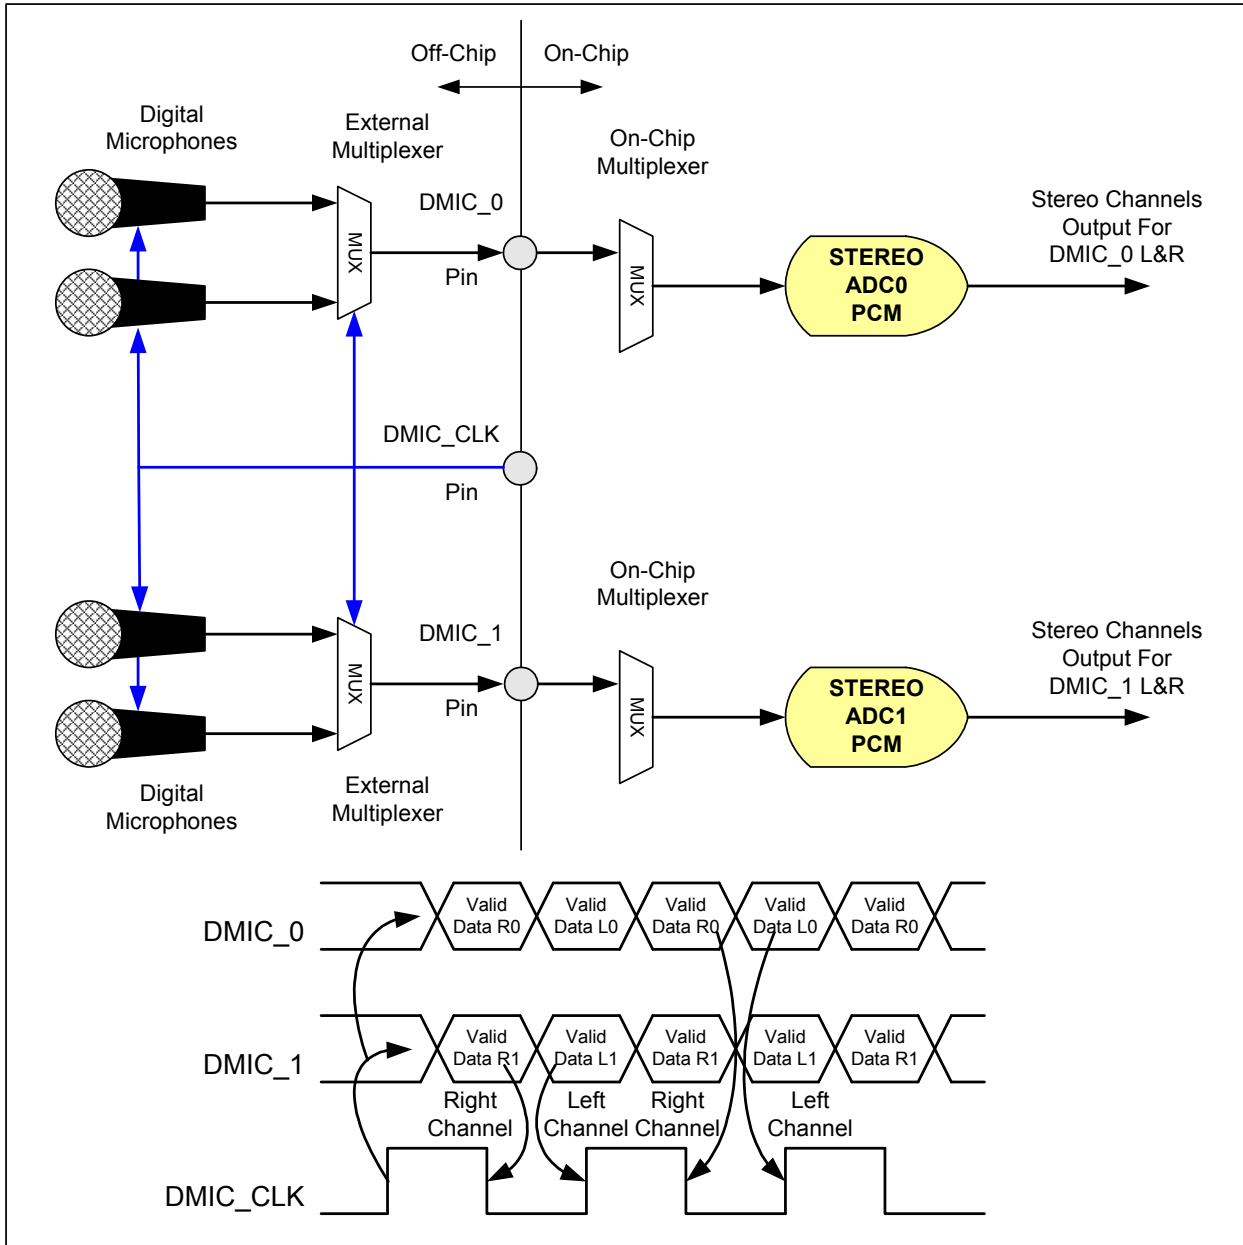 Off-Chip
On-Chip
Digital
Microphones
External
Multiplexer
On-Chip
Multiplexer
DMIC_0
Pin
MUX
MUX
STEREO
ADC0
PCM
Stereo Channels
Output For
DMIC_0 L&R
DMIC_CLK
Pin
On-Chip
Multiplexer
DMIC_1
Pin
MUX
MUX
STEREO
ADC1
PCM
Stereo Channels
Output For
DMIC_1 L&R
Digital
Microphones
External
Multiplexer
DMIC_0
Valid
Data R0
Valid
Data L0
Valid
Data R0
Valid
Data L0
Valid
Data R0
DMIC_1
Valid
Data R1
Valid
Data L1
Valid
Data R1
Valid
Data L1
Valid
Data R1
Right
Channel
Left
Channel
Right
Channel
Left
Channel
DMIC_CLK